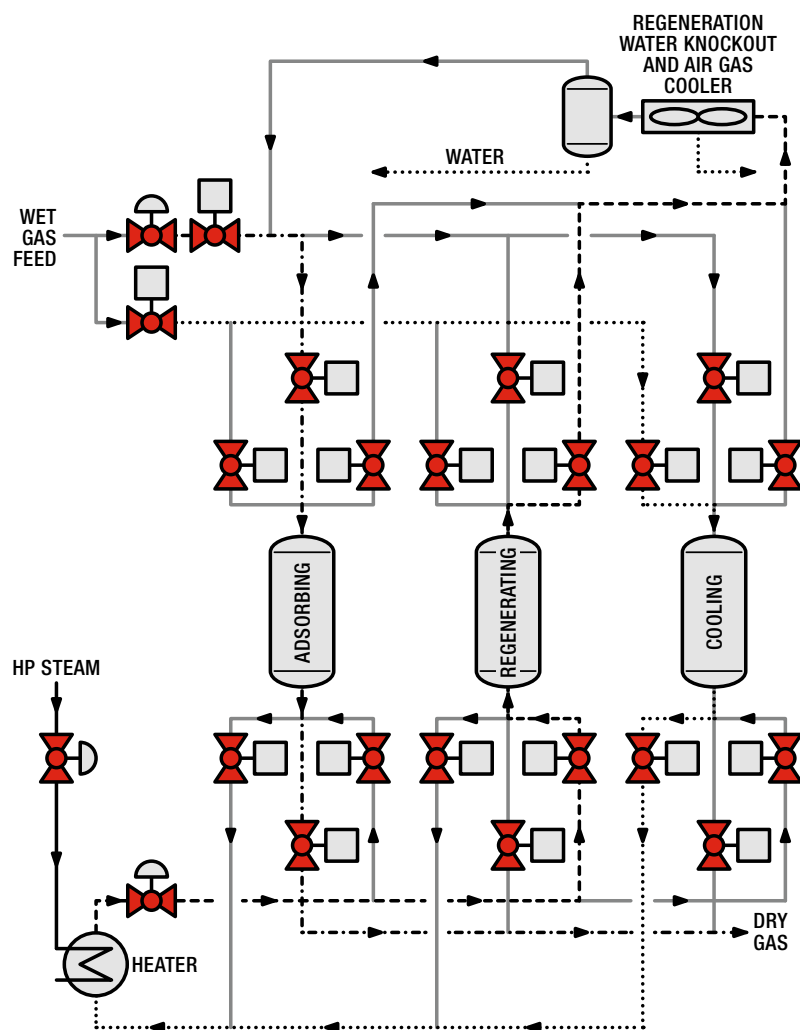 REGENERATION
WATER KNOCKOUT
AND AIR GAS
COOLER
WATER
WET
GAS
FEED
ADSORBING
REGENERATING
COOLING
HP STEAM
HEATER
DRY
GAS